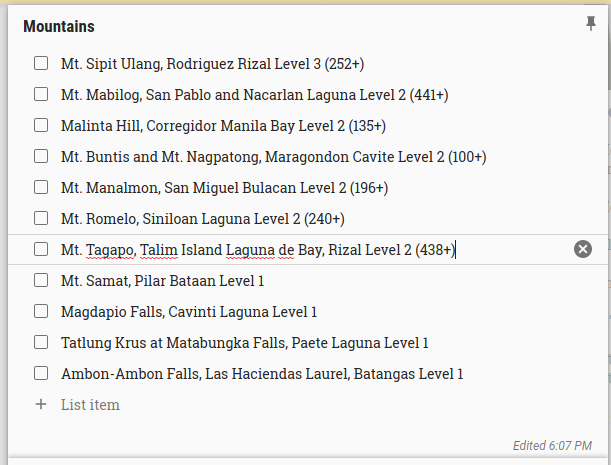 Mountains
Mt. Sipit Ulang, Rodriguez Rizal Level 3 (252+)
Mt. Mabilog, San Pablo and Nacarlan Laguna Level 2 (441+)
Malinta Hill, Corregidor Manila Bay Level 2 (135+)
Mt. Buntis and Mt. Nagpatong, Maragondon Cavite Level 2 (100+)
Mt. Manalmon, San Miguel Bulacan Level 2 (196+)
Mt. Romelo, Siniloan Laguna Level 2 (240+)
Mt. Tagapo, Talim Island Laguna de Bay, Rizal Level 2 (438+)
Mt. Samat, Pilar Bataan Level 1
Magdapio Falls, Cavinti Laguna Level 1
Tatlung Krus at Matabungka Falls, Paete Laguna Level 1
Ambon-Ambon Falls, Las Haciendas Laurel, Batangas Level 1
+ List item
Edited 6:07 PM